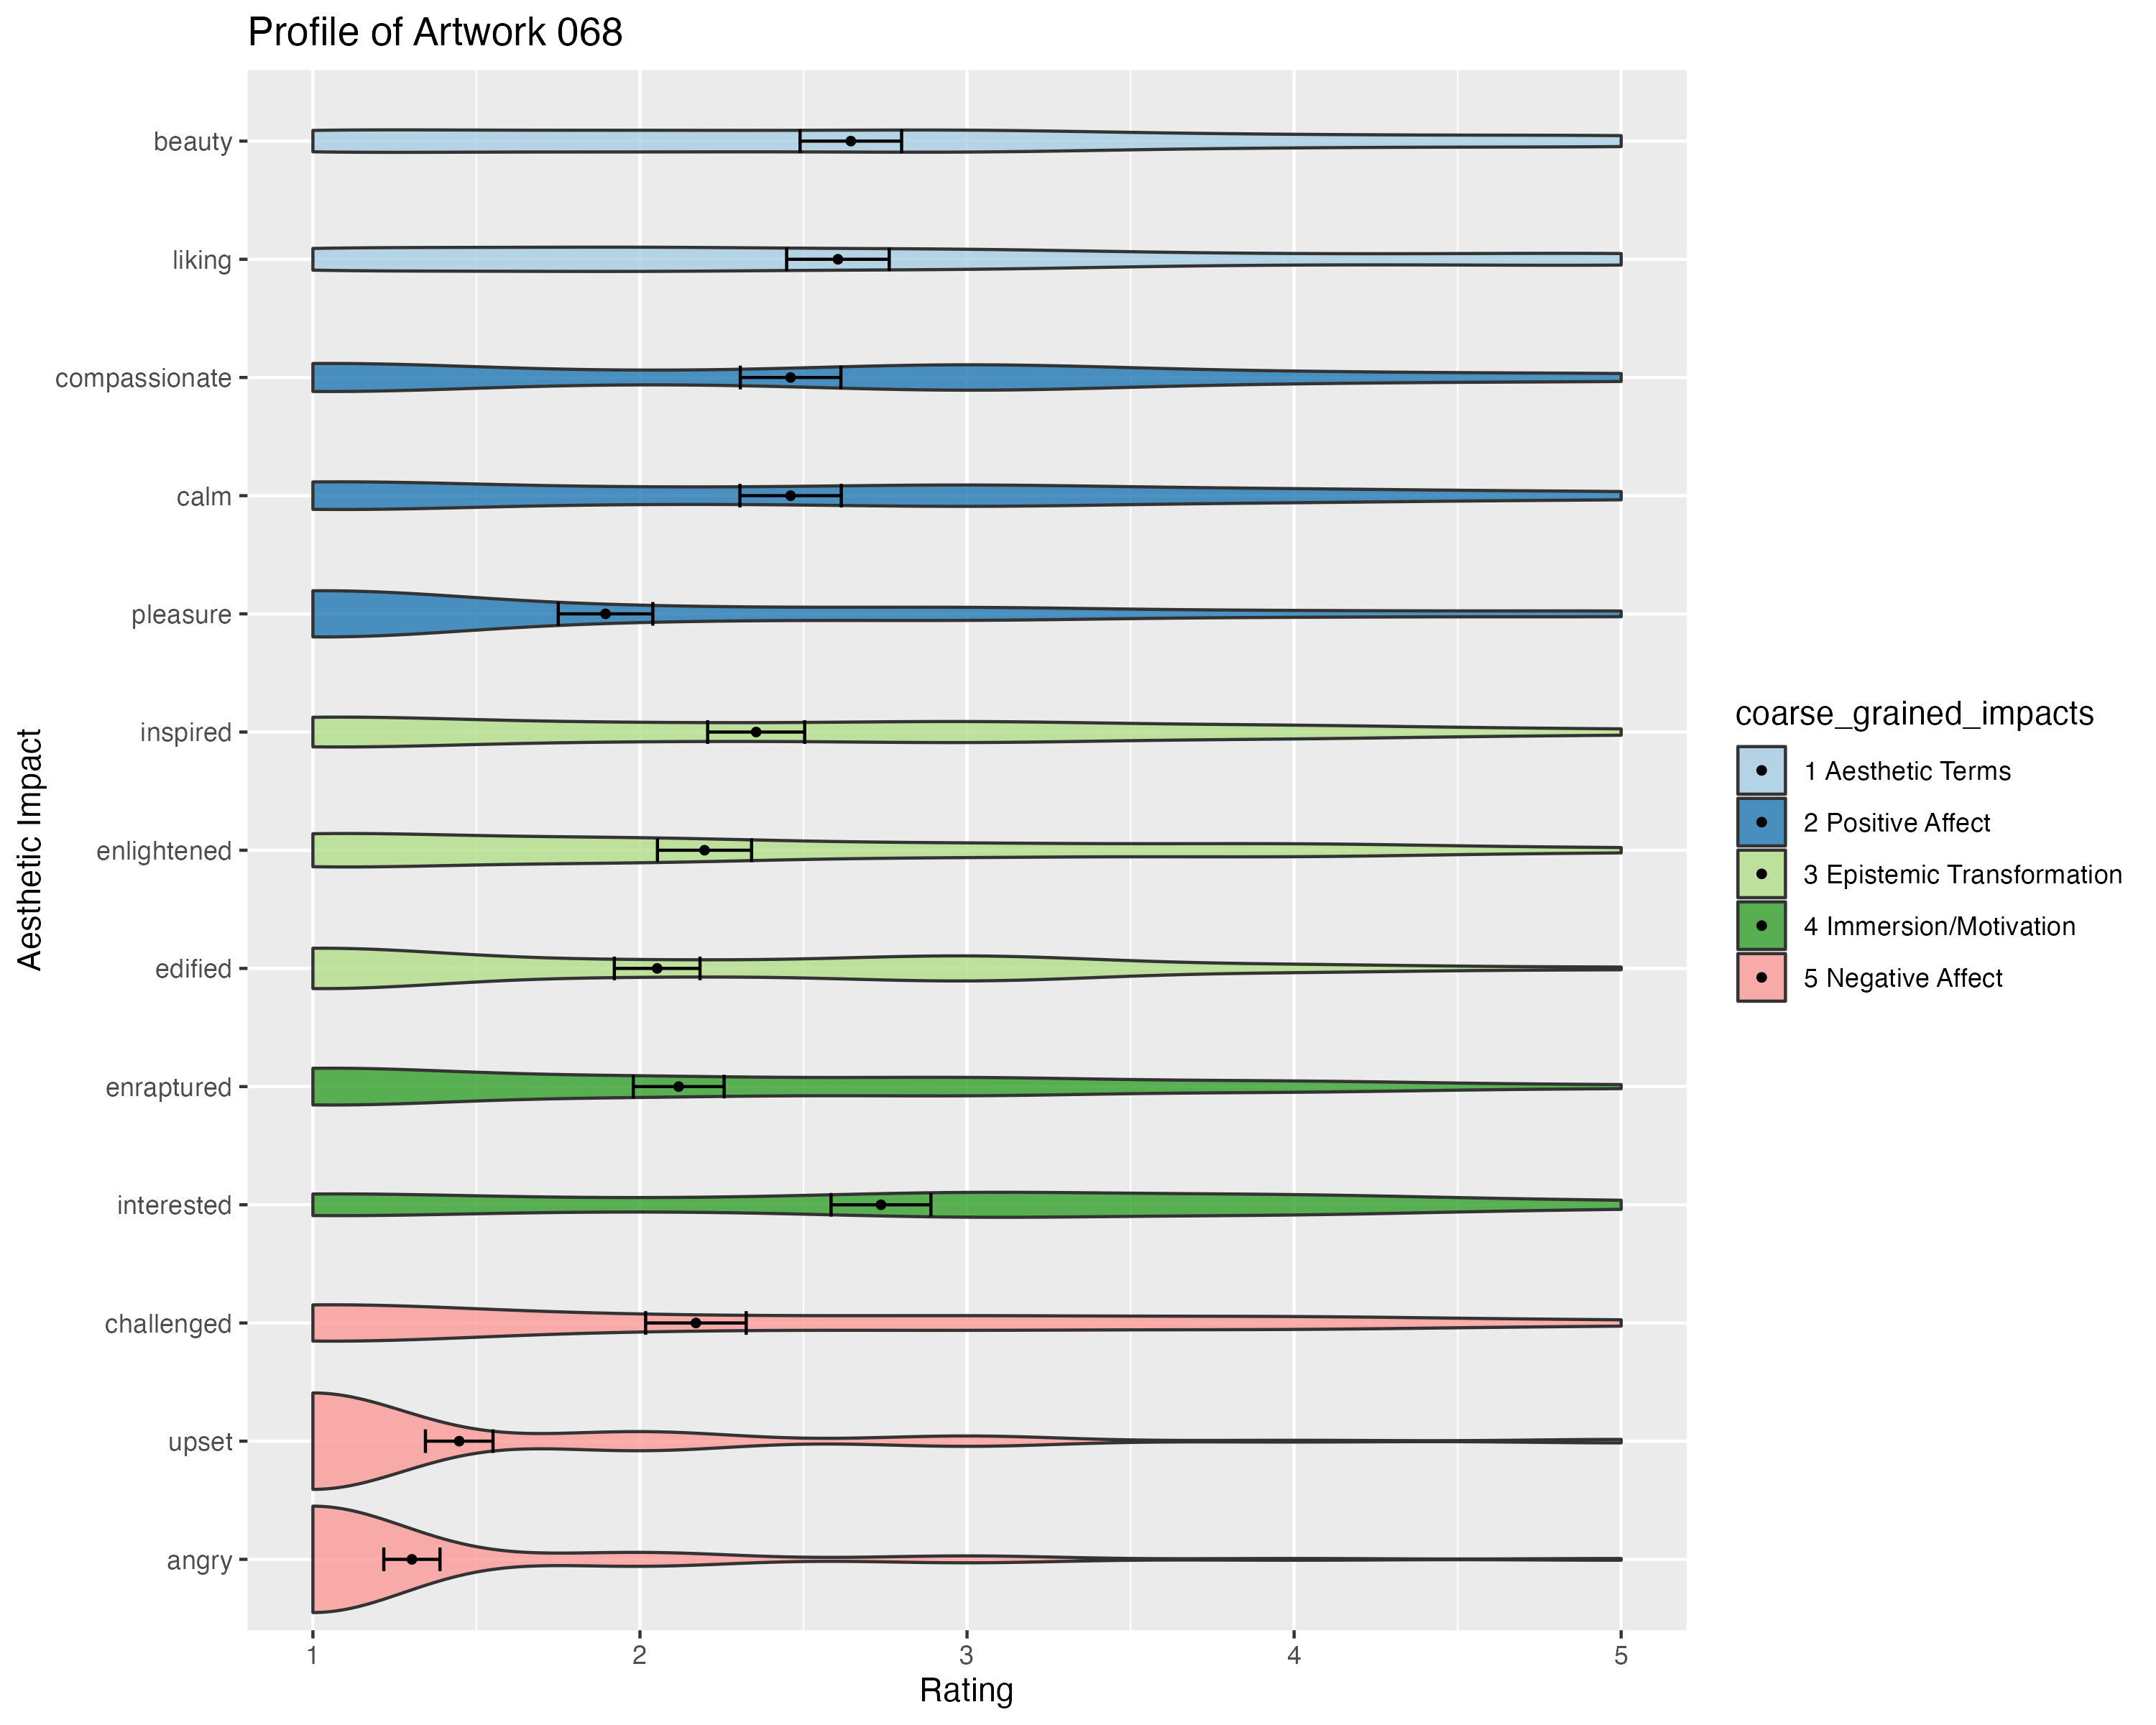 Profile of Artwork 068
Aesthetic Impact
beauty
liking
compassionate
calm
pleasure
inspired
enlightened
edified
enraptured
interested
challenged
upset
angry
1 2 3 4 5
Rating
coarse_grained_impacts
1 Aesthetic Terms
2 Positive Affect
3 Epistemic Transformation
4 Immersion/Motivation
5 Negative Affect